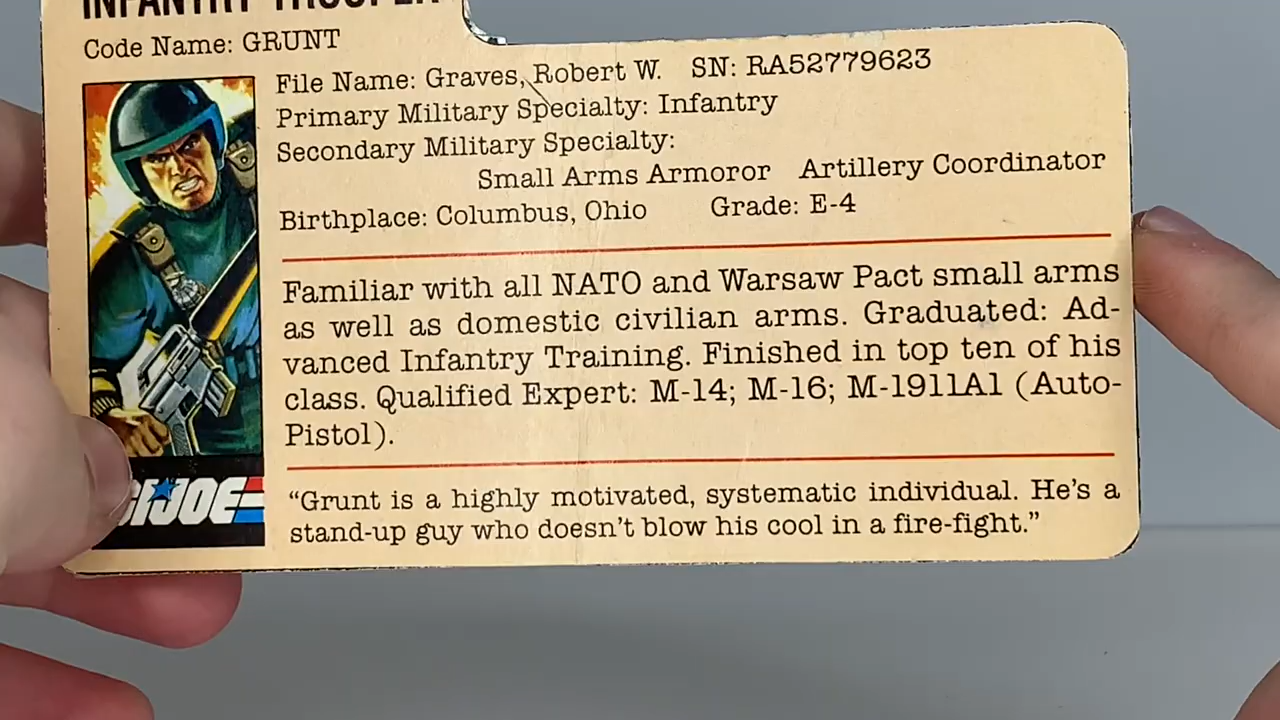 INFANTRY TROOPER
Code Name: GRUNT
File Name: Graves, Robert W. SN: RA52779623
Primary Military Specialty: Infantry
Secondary Military Specialty:
Small Arms Armoror Artillery Coordinator
Birthplace: Columbus, Ohio Grade: E-4
Familiar with all NATO and Warsaw Pact small arms
as well as domestic civilian arms. Graduated: Ad-
vanced Infantry Training. Finished in top ten of his
class. Qualified Expert: M-14; M-16; M-1911A1 (Auto-
Pistol).
GI JOE
“Grunt is a highly motivated, systematic individual. He's a
stand-up guy who doesn't blow his cool in a fire-fight.”